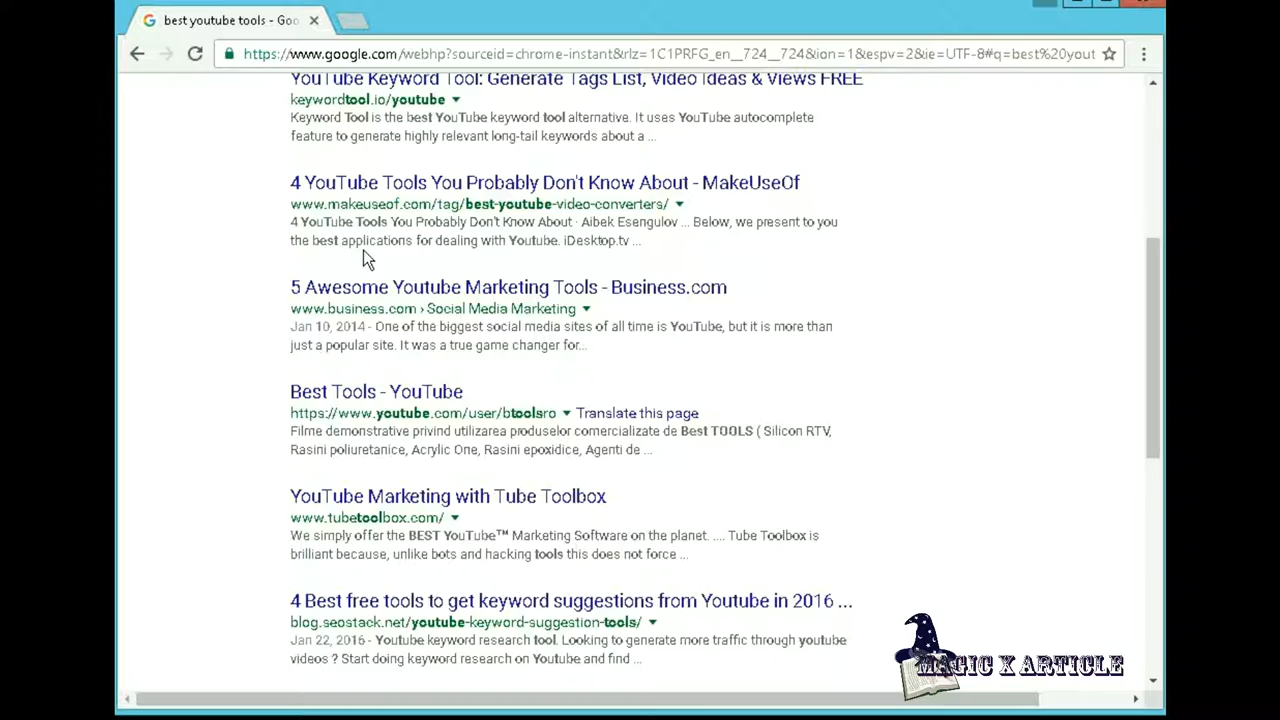 best youtube tools - Goo
https://www.google.com/webhp?sourceid=chrome-instant&rlz=1C1PRFG_en__724__724&ion=1&espv=2&ie=UTF-8#q=best%20yout
YouTube Keyword Tool: Generate Tags List, Video Ideas & Views FREE
keywordtool.io/youtube
Keyword Tool is the best YouTube keyword tool alternative. It uses YouTube autocomplete
feature to generate highly relevant long-tail keywords about a ...
4 YouTube Tools You Probably Don't Know About - MakeUseOf
www.makeuseof.com/tag/best-youtube-video-converters/
4 YouTube Tools You Probably Don't Know About · Aibek Esengulov ... Below, we present to you
the best applications for dealing with Youtube. iDesktop.tv ...
5 Awesome Youtube Marketing Tools - Business.com
www.business.com › Social Media Marketing
Jan 10, 2014 - One of the biggest social media sites of all time is YouTube, but it is more than
just a popular site. It was a true game changer for...
Best Tools - YouTube
https://www.youtube.com/user/btoolsro Translate this page
Filme demonstrative privind utilizarea produselor comercializate de Best TOOLS ( Silicon RTV,
Rasini poliuretanice, Acrylic One, Rasini epoxidice, Agenti de ...
YouTube Marketing with Tube Toolbox
www.tubetoolbox.com/
We simply offer the BEST YouTube™ Marketing Software on the planet. .... Tube Toolbox is
brilliant because, unlike bots and hacking tools this does not force ...
4 Best free tools to get keyword suggestions from Youtube in 2016 ...
blog.seostack.net/youtube-keyword-suggestion-tools/
Jan 22, 2016 - Youtube keyword research tool. Looking to generate more traffic through youtube
videos ? Start doing keyword research on Youtube and find ...
MAGIC X ARTICLE